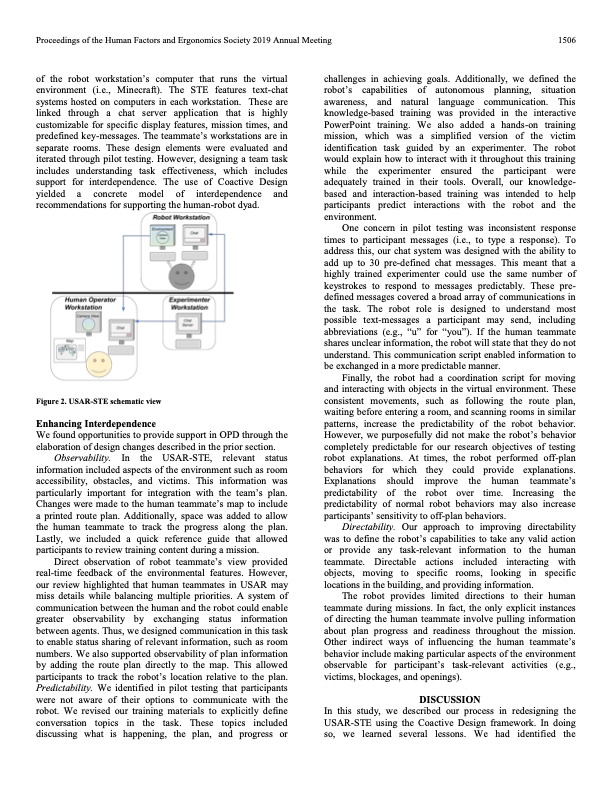 Proceedings of the Human Factors and Ergonomics Society 2019 Annual Meeting
1506
of the robot workstation's computer that runs the virtual
environment (i.e., Minecraft). The STE features text-chat
systems hosted on computers in each workstation. These are
linked through a chat server application that is highly
customizable for specific display features, mission times, and
predefined key-messages. The teammate's workstations are in
separate rooms. These design elements were evaluated and
iterated through pilot testing. However, designing a team task
includes understanding task effectiveness, which includes
support for interdependence. The use of Coactive Design
yielded a concrete model of interdependence and
recommendations for supporting the human-robot dyad.
Robot Workstation
Environment
Chat
Human Operator
Workstation
Camera View
Chat
Map
Experimenter
Workstation
Chat
Server
Figure 2. USAR-STE schematic view
Enhancing Interdependence
We found opportunities to provide support in OPD through the
elaboration of design changes described in the prior section.
Observability. In USAR-STE, relevant status
information included aspects of the environment such as room
accessibility, obstacles, and victims. This information was
particularly important for integration with the team's plan.
Changes were made to the human teammate's map to include
a printed route plan. Additionally, space was added to allow
the human teammate to track the progress along the plan.
Lastly, we included a quick reference guide that allowed
participants to review training content during a mission.
Direct observation of robot teammate's view provided
real-time feedback of the environmental features. However,
our review highlighted that human teammates in USAR may
miss details while balancing multiple priorities. A system of
communication between the human and the robot could enable
greater observability by exchanging status information
between agents. Thus, we designed communication in this task
to enable status sharing of relevant information, such as room
numbers. We also supported observability of plan information
by adding the route plan directly to the map. This allowed
participants to track the robot's location relative to the plan.
Predictability. We identified in pilot testing that participants
were not aware of their options to communicate with the
robot. We revised our training materials to explicitly define
conversation topics in the task. These topics included
discussing what is happening, the plan, and progress or
challenges in achieving goals. Additionally, we defined the
robot's capabilities of autonomous planning, situation
awareness, and natural language communication. This
knowledge-based training was provided in the interactive
PowerPoint training. We also added a hands-on training
mission, which was a simplified version of the victim
identification task guided by an experimenter. The robot
would explain how to interact with it throughout this training
while the experimenter ensured the participant were
adequately trained in their tools. Overall, our knowledge-
based and interaction-based training was intended to help
participants predict interactions with the robot and the
environment.
One concern in pilot testing was inconsistent response
times to participant messages (i.e., to type a response). To
address this, our chat system was designed with the ability to
add up to 30 pre-defined chat messages. This meant that a
highly trained experimenter could use the same number of
keystrokes to respond to messages predictably. These pre-
defined messages covered a broad array of communications in
the task. The robot role is designed to understand most
possible text-messages a participant may send, including
abbreviations (e.g., "u" for "you"). If the human teammate
shares unclear information, the robot will state that they do not
understand. This communication script enabled information to
be exchanged in a more predictable manner.
Finally, the robot had a coordination script for moving
and interacting with objects in the virtual environment. These
consistent movements, such as following the route plan,
waiting before entering a room, and scanning rooms in similar
patterns, increase the predictability of the robot behavior.
However, we purposefully did not make the robot's behavior
completely predictable for our research objectives of testing
robot explanations. At times, the robot performed off-plan
behaviors for which they could provide explanations.
Explanations should improve the human teammate's
predictability of the robot over time. Increasing the
predictability of normal robot behaviors may also increase
participants' sensitivity to off-plan behaviors.
Directability. Our approach to improving directability
was to define the robot's capabilities to take any valid action
or provide any task-relevant information to the human
teammate. Directable actions included interacting with
objects, moving to specific rooms, looking in specific
locations in the building, and providing information.
The robot provides limited directions to their human
teammate during missions. In fact, the only explicit instances
of directing the human teammate involve pulling information
about plan progress and readiness throughout the mission.
Other indirect ways of influencing the human teammate's
behavior include making particular aspects of the environment
observable for participant's task-relevant activities (e.g.,
victims, blockages, and openings).
DISCUSSION
In this study, we described our process in redesigning the
USAR-STE using the Coactive Design framework. In doing
so, we learned several lessons. We had identified the